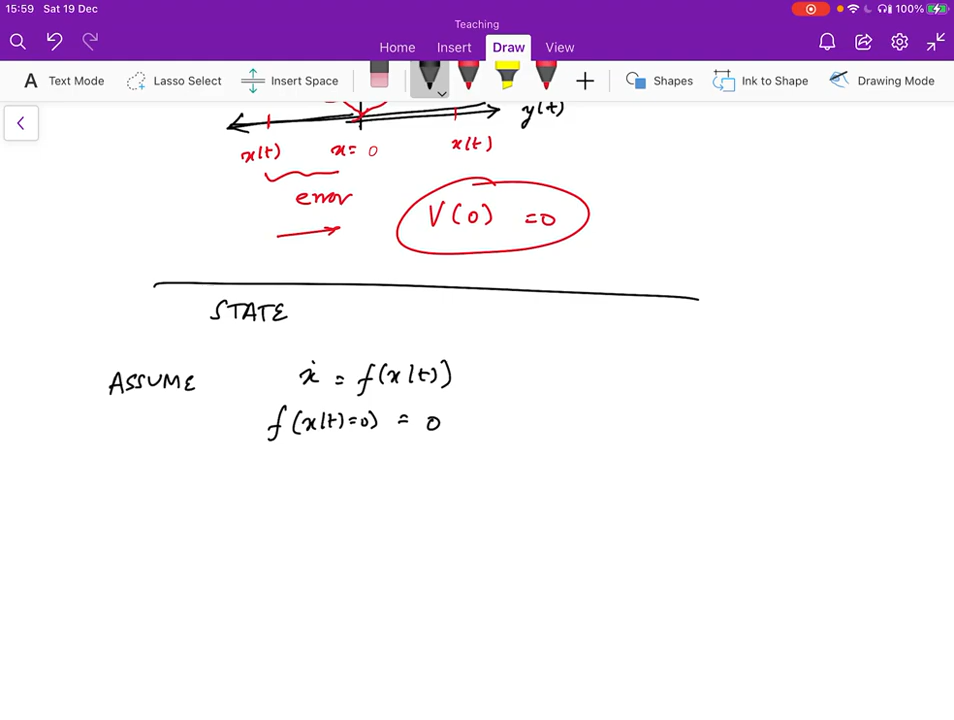 15:59 Sat 19 Dec
100%
Teaching
Home Insert Draw View
A Text Mode Lasso Select Insert Space Shapes Ink to Shape Drawing Mode
y(t)
x(t) x = 0 x(t)
error
V(0) = 0
STATE
ASSUME ẋ = f(x(t))
f(x(t)=0) = 0